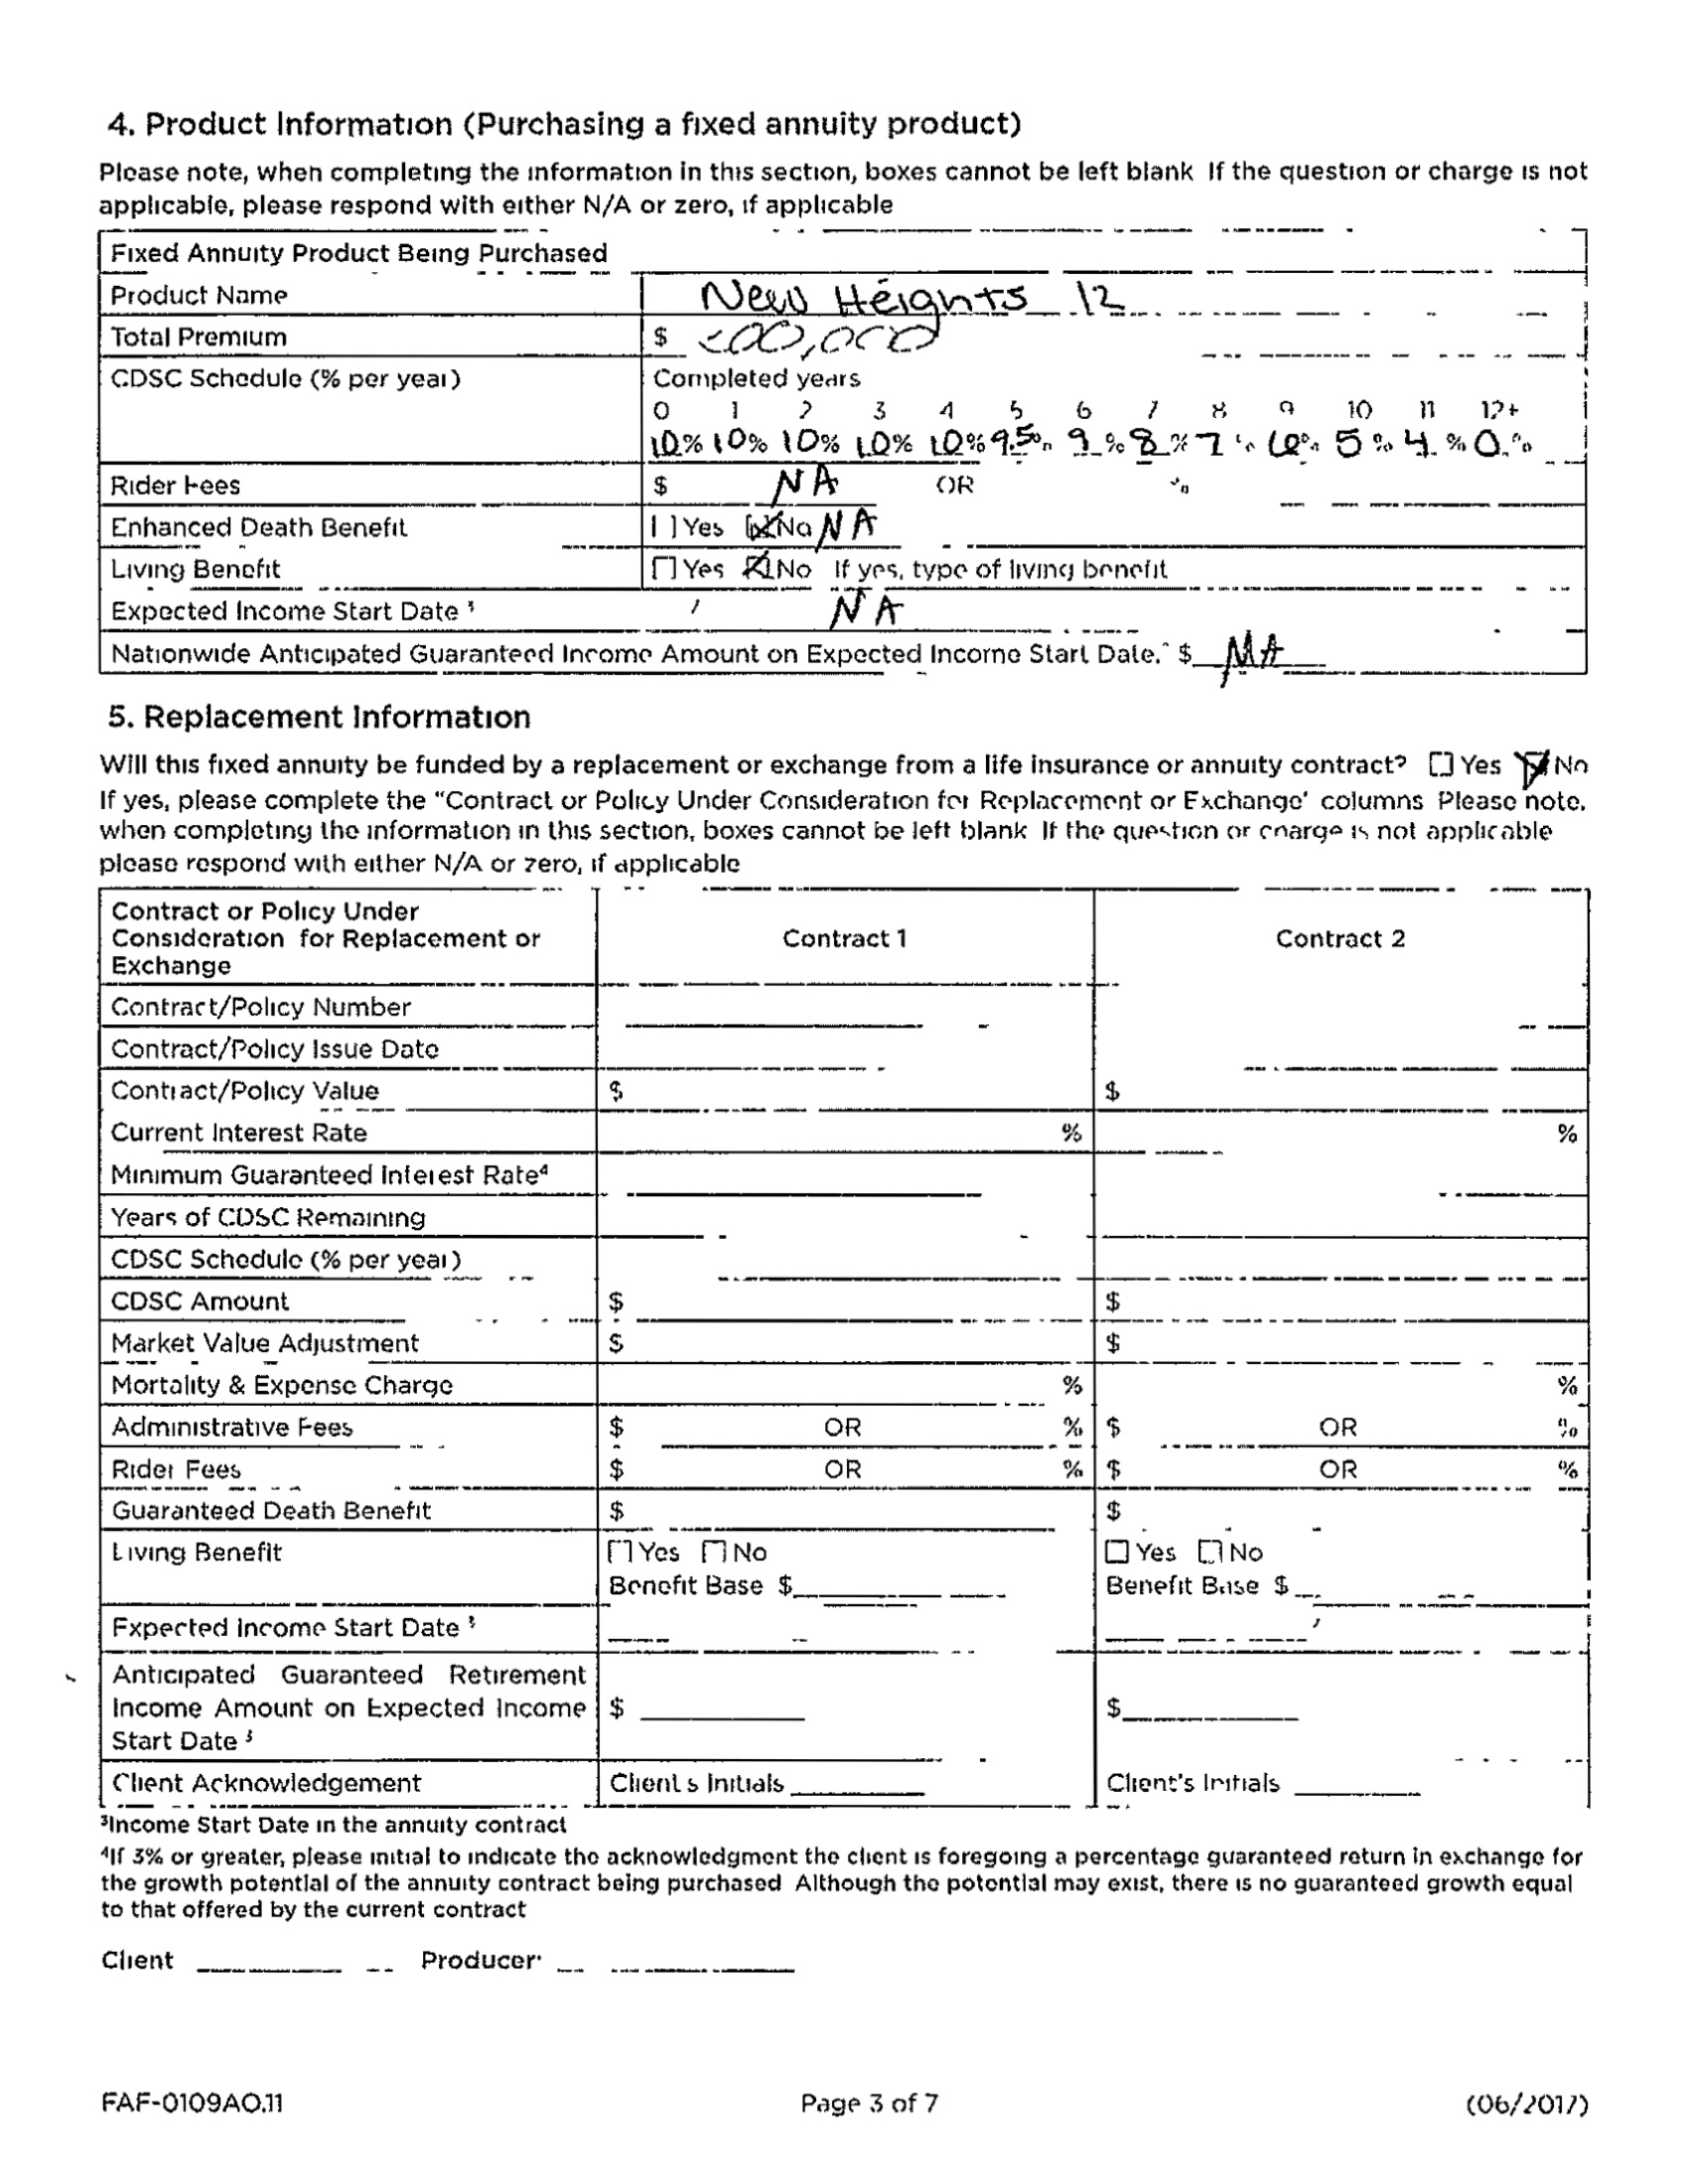 4. Product Information (Purchasing a fixed annuity product)
Please note, when completing the information in this section, boxes cannot be left blank If the question or charge is not
applicable, please respond with either N/A or zero, if applicable
Fixed Annuity Product Being Purchased
Product Name New Heights 12
Total Premium $
CDSC Schedule (% per year) Completed years
0 1 2 3 4 5 6 7 8 9 10 11 12+
10% 10% 10% 10% 10% 9.5% 9% 8% 7% 6% 5% 4% 0%
Rider Fees $ NA OR %
Enhanced Death Benefit [ ] Yes No NA
Living Benefit Yes No If yes, type of living benefit
Expected Income Start Date 3 / NA
Nationwide Anticipated Guaranteed Income Amount on Expected Income Start Date. $ NA
5. Replacement Information
Will this fixed annuity be funded by a replacement or exchange from a life insurance or annuity contract? Yes No
If yes, please complete the "Contract or Policy Under Consideration for Replacement or Exchange' columns Please note,
when completing the information in this section, boxes cannot be left blank If the question or charge is not applicable
please respond with either N/A or zero, if applicable
Contract or Policy Under
Consideration for Replacement or Contract 1 Contract 2
Exchange
Contract/Policy Number
Contract/Policy Issue Date
Contract/Policy Value $ $
Current Interest Rate % %
Minimum Guaranteed Interest Rate4
Years of CDSC Remaining
CDSC Schedule (% per year)
CDSC Amount $ $
Market Value Adjustment $ $
Mortality & Expense Charge % %
Administrative Fees $ OR % $ OR %
Rider Fees $ OR % $ OR %
Guaranteed Death Benefit $ $
Living Benefit Yes No Yes No
Benefit Base $ Benefit Base $
Expected Income Start Date 3
Anticipated Guaranteed Retirement
Income Amount on Expected Income $ $
Start Date 3
Client Acknowledgement Client s Initials Client's Initials
3Income Start Date in the annuity contract
4If 3% or greater, please initial to indicate the acknowledgment the client is foregoing a percentage guaranteed return in exchange for
the growth potential of the annuity contract being purchased Although the potential may exist, there is no guaranteed growth equal
to that offered by the current contract
Client Producer
FAF-0109AO.11 Page 3 of 7 (06/2017)